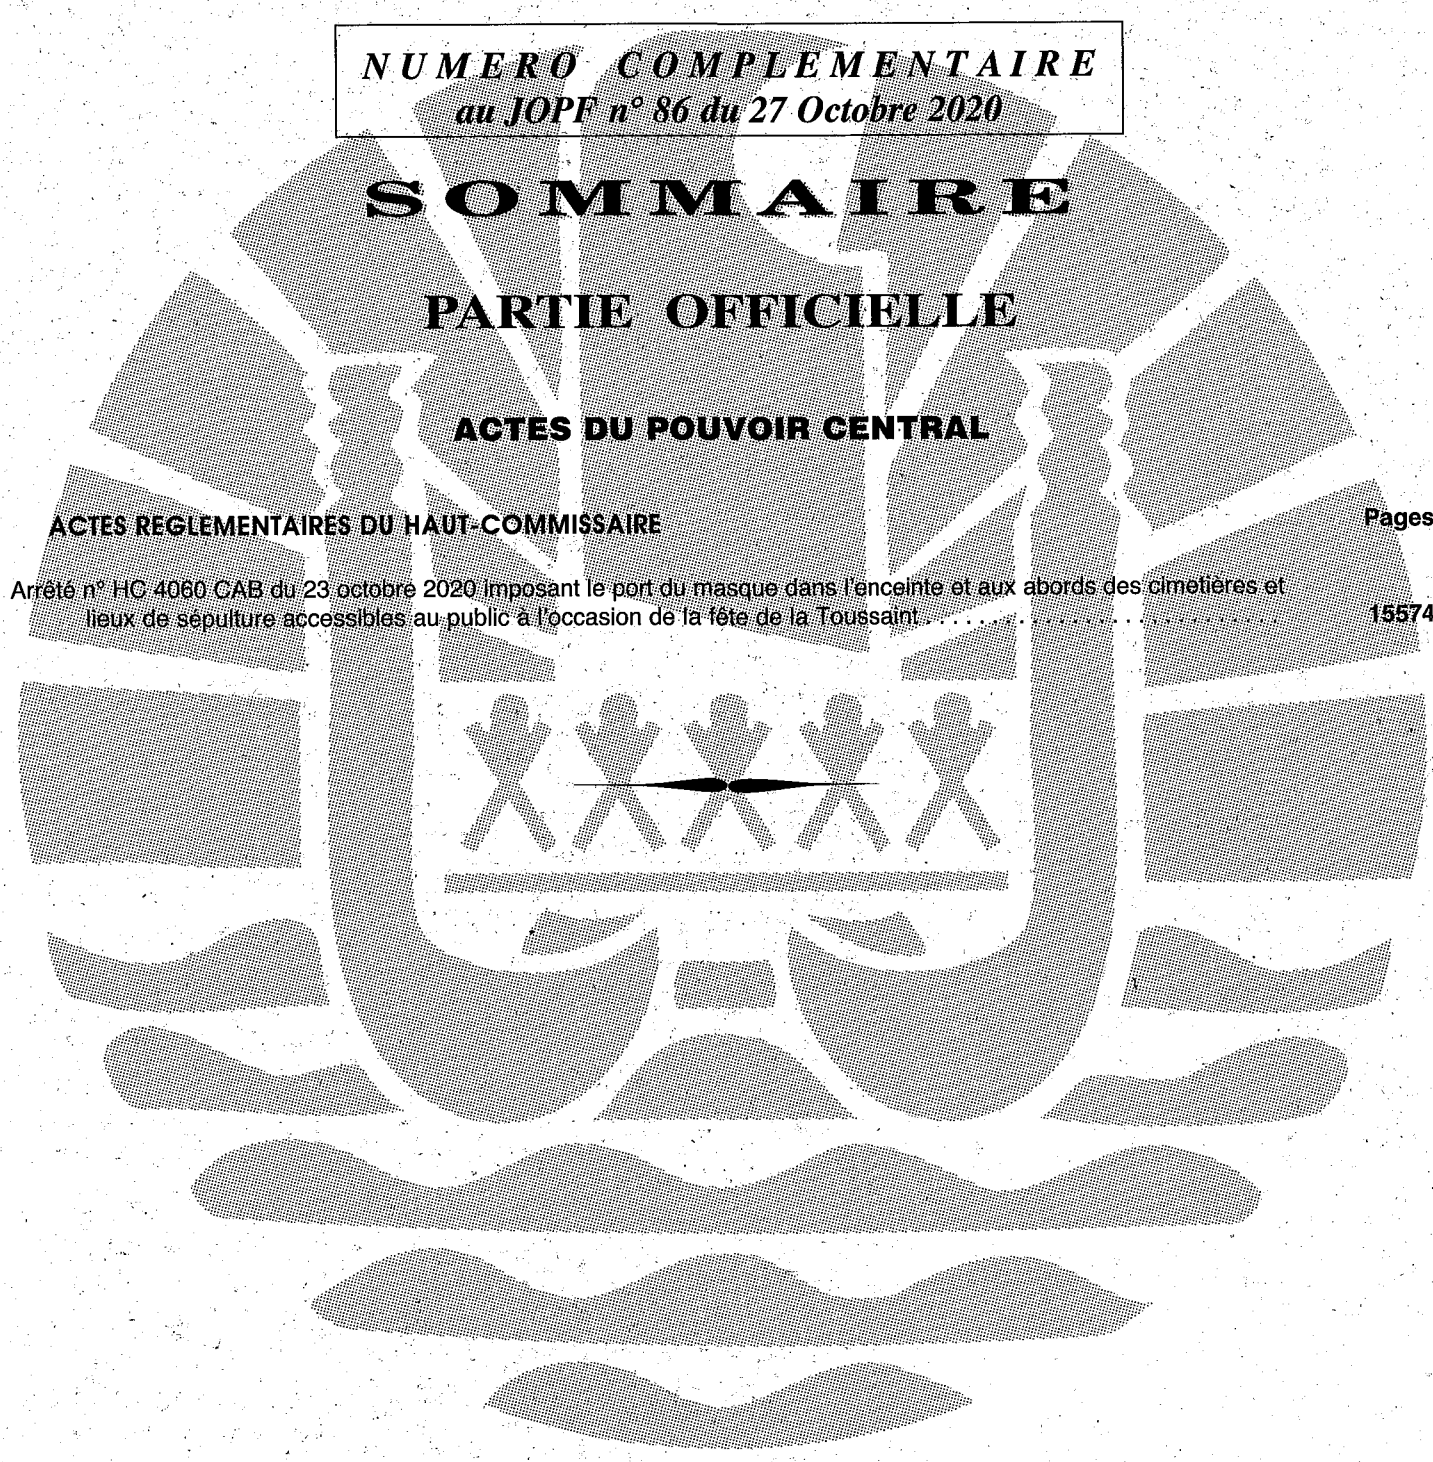 NUMERO COMPLEMENTAIRE
au JOPF n° 86 du 27 Octobre 2020
SOMMAIRE
PARTIE OFFICIELLE
ACTES DU POUVOIR CENTRAL
ACTES REGLEMENTAIRES DU HAUT-COMMISSAIRE Pages
Arrêté n° HC 4060 CAB du 23 octobre 2020 imposant le port du masque dans l'enceinte et aux abords des cimetières et
lieux de sépulture accessibles au public à l'occasion de la fête de la Toussaint . . . . . . . . . . . . . . . . . . . . . . . . . . . 15574